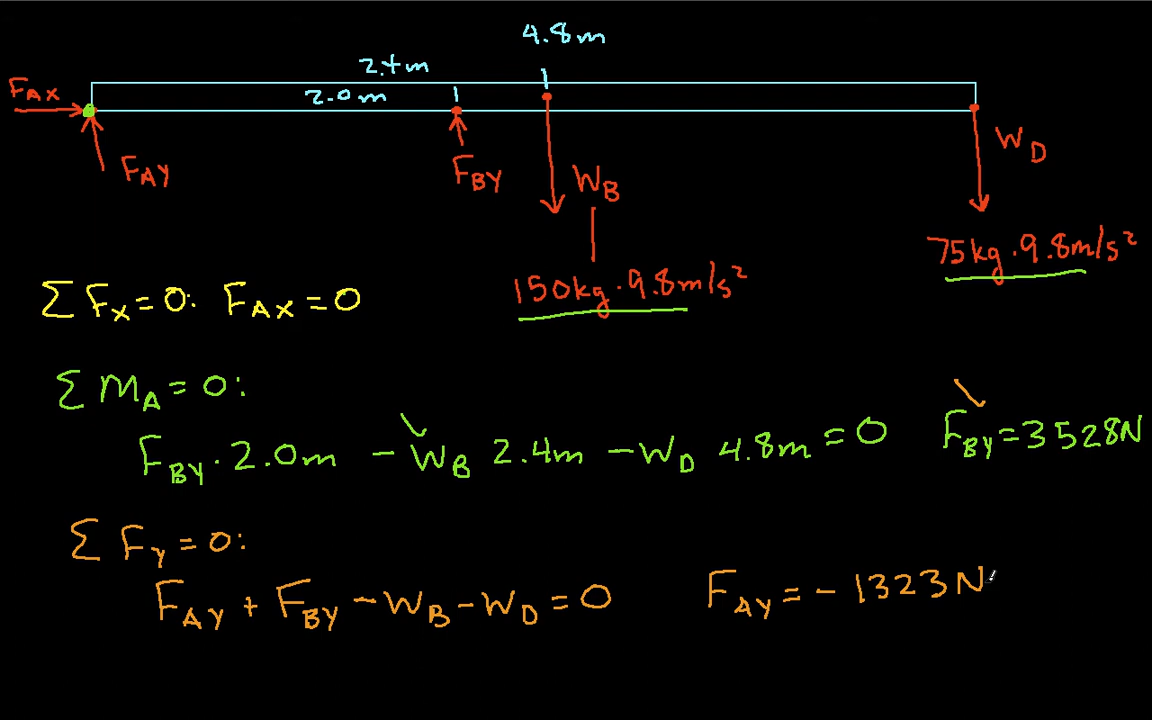 4.8m
2.4m
F_AX 2.0m
F_AY F_BY W_B W_D
150kg·9.8m/s² 75kg·9.8m/s²
ΣF_X=0: F_AX=0
ΣM_A=0:
F_BY·2.0m -W_B 2.4m -W_D 4.8m=0 F_BY=3528N
ΣF_Y=0:
F_AY+F_BY-W_B-W_D=0 F_AY=-1323N